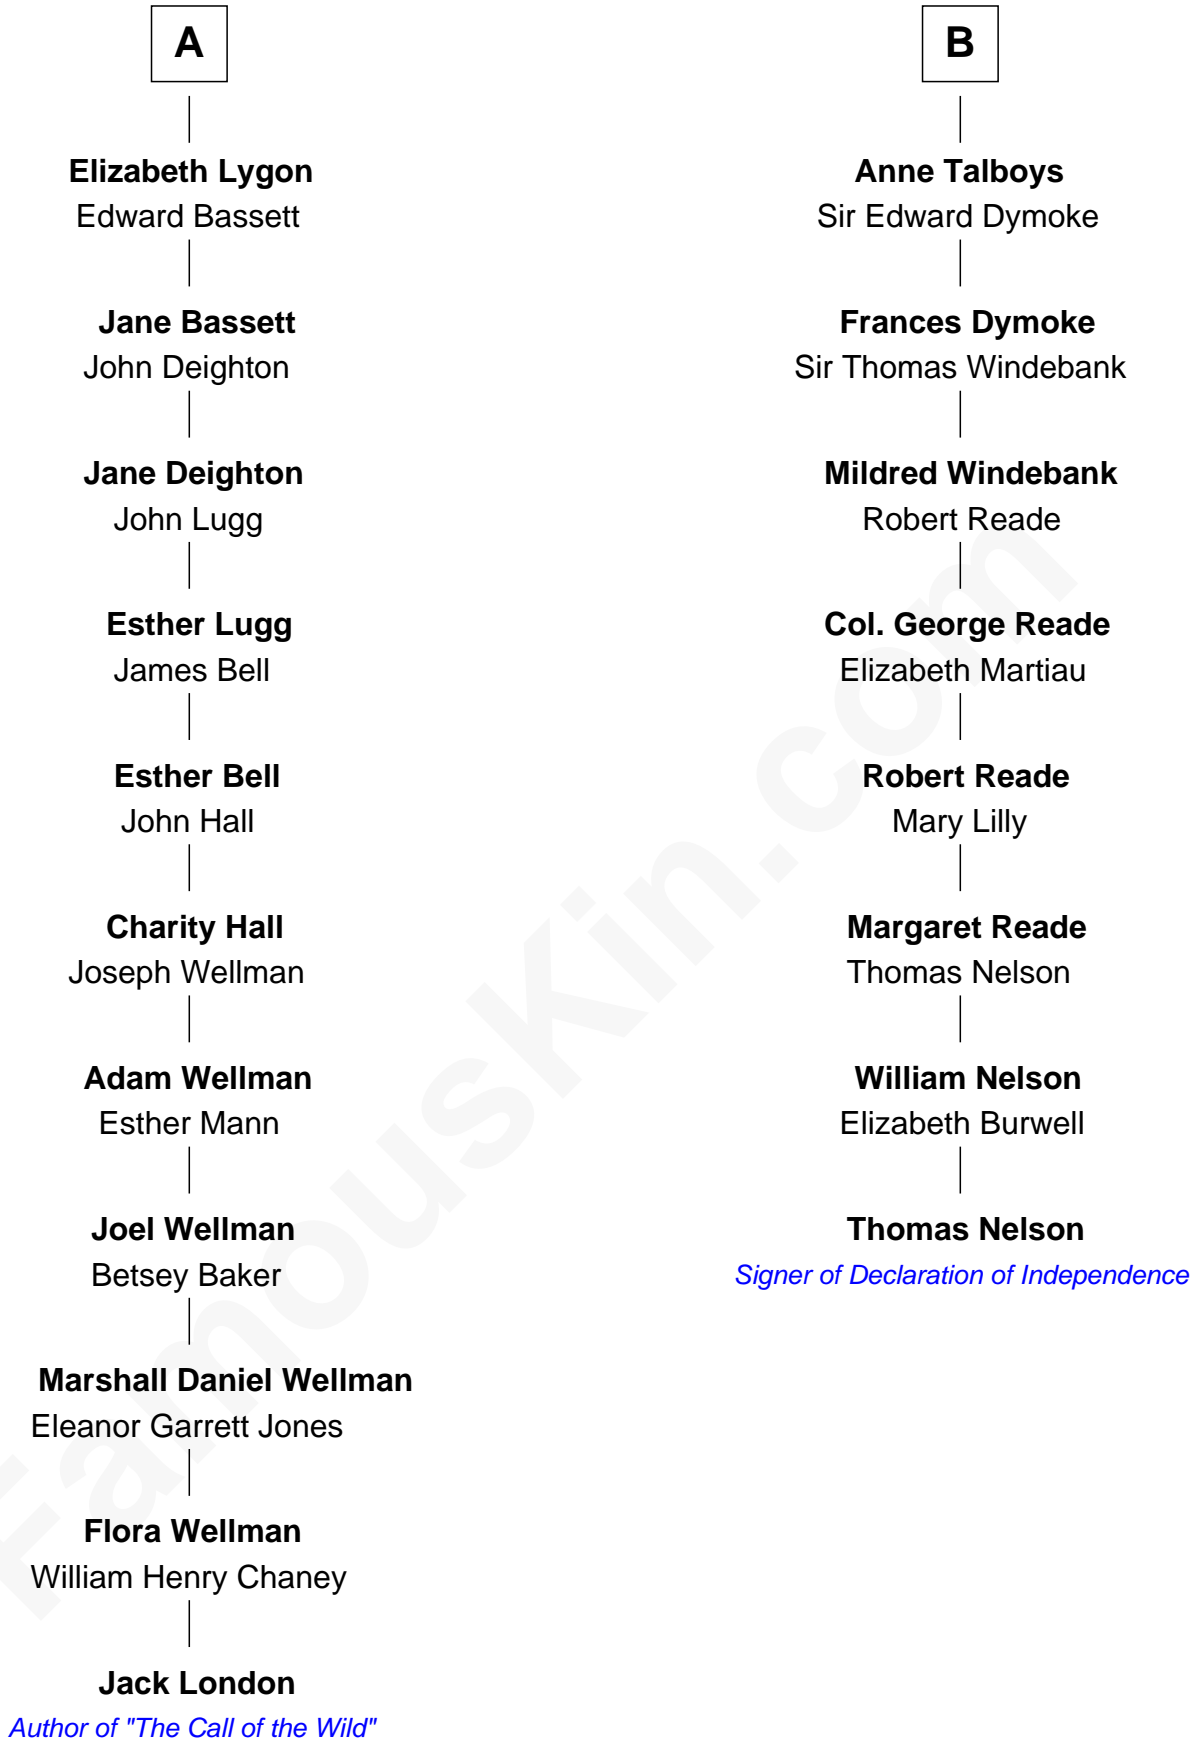 A
Elizabeth Lygon
Edward Bassett
Jane Bassett
John Deighton
Jane Deighton
John Lugg
Esther Lugg
James Bell
Esther Bell
John Hall
Charity Hall
Joseph Wellman
Adam Wellman
Esther Mann
Joel Wellman
Betsey Baker
Marshall Daniel Wellman
Eleanor Garrett Jones
Flora Wellman
William Henry Chaney
Jack London
Author of "The Call of the Wild"
B
Anne Talboys
Sir Edward Dymoke
Frances Dymoke
Sir Thomas Windebank
Mildred Windebank
Robert Reade
Col. George Reade
Elizabeth Martiau
Robert Reade
Mary Lilly
Margaret Reade
Thomas Nelson
William Nelson
Elizabeth Burwell
Thomas Nelson
Signer of Declaration of Independence
FamousKin.com